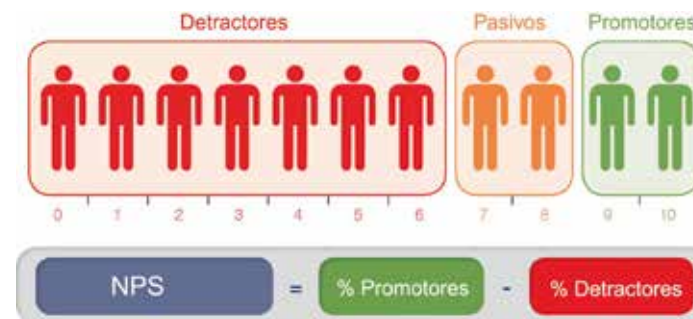 Detractores Pasivos Promotores
0 1 2 3 4 5 6 7 8 9 10
NPS = % Promotores - % Detractores